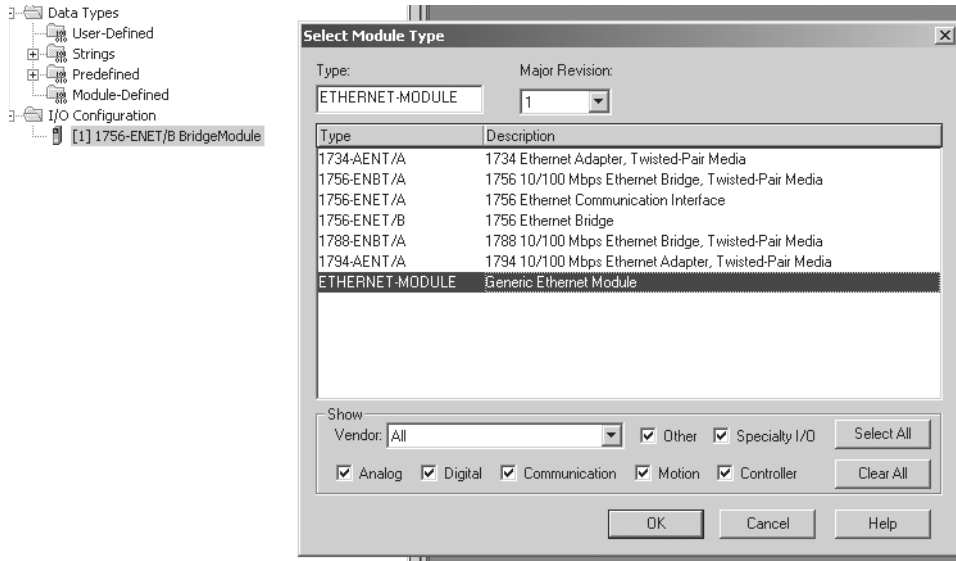 Data Types
User-Defined
Strings
Predefined
Module-Defined
I/O Configuration
[1] 1756-ENET/B BridgeModule
Select Module Type
Type: Major Revision:
ETHERNET-MODULE 1
Type Description
1734-AENT/A 1734 Ethernet Adapter, Twisted-Pair Media
1756-ENBT/A 1756 10/100 Mbps Ethernet Bridge, Twisted-Pair Media
1756-ENET/A 1756 Ethernet Communication Interface
1756-ENET/B 1756 Ethernet Bridge
1788-ENBT/A 1788 10/100 Mbps Ethernet Bridge, Twisted-Pair Media
1794-AENT/A 1794 10/100 Mbps Ethernet Adapter, Twisted-Pair Media
ETHERNET-MODULE Generic Ethernet Module
Show
Vendor: All Other Specialty I/O Select All
Analog Digital Communication Motion Controller Clear All
OK Cancel Help